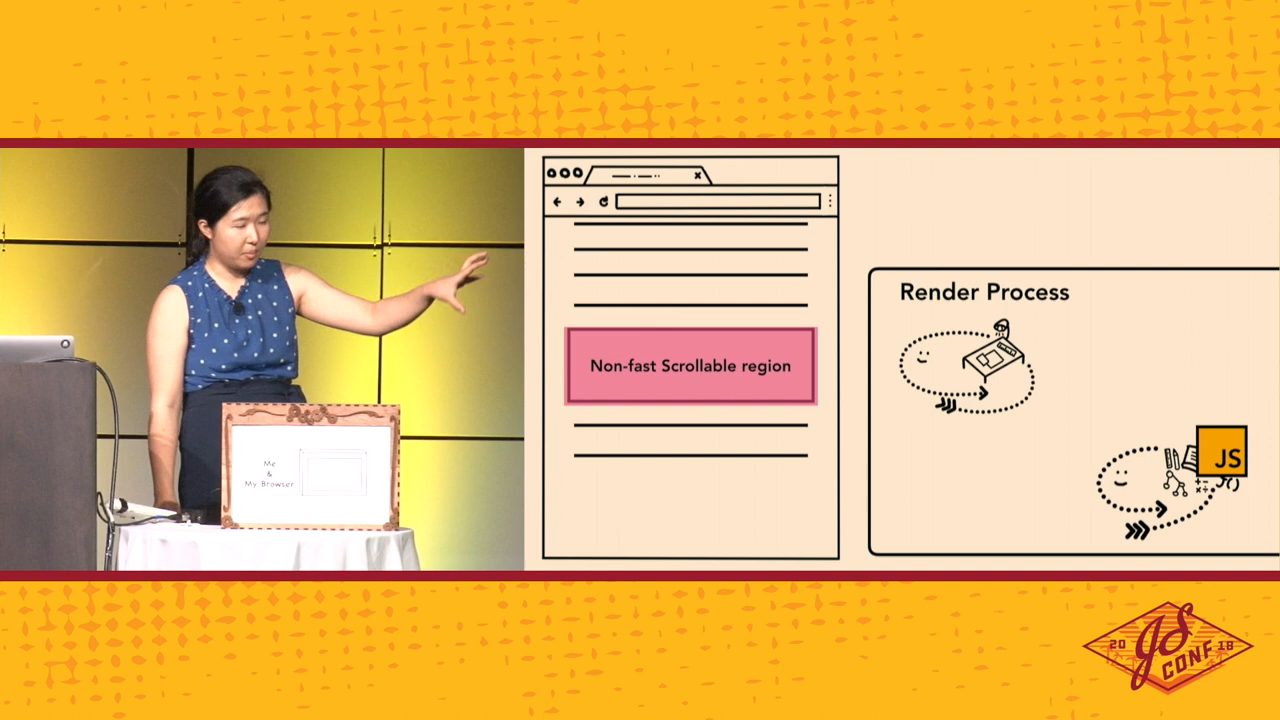 Me
&
My Browser
Non-fast Scrollable region
Render Process
JS
20 JS CONF 18